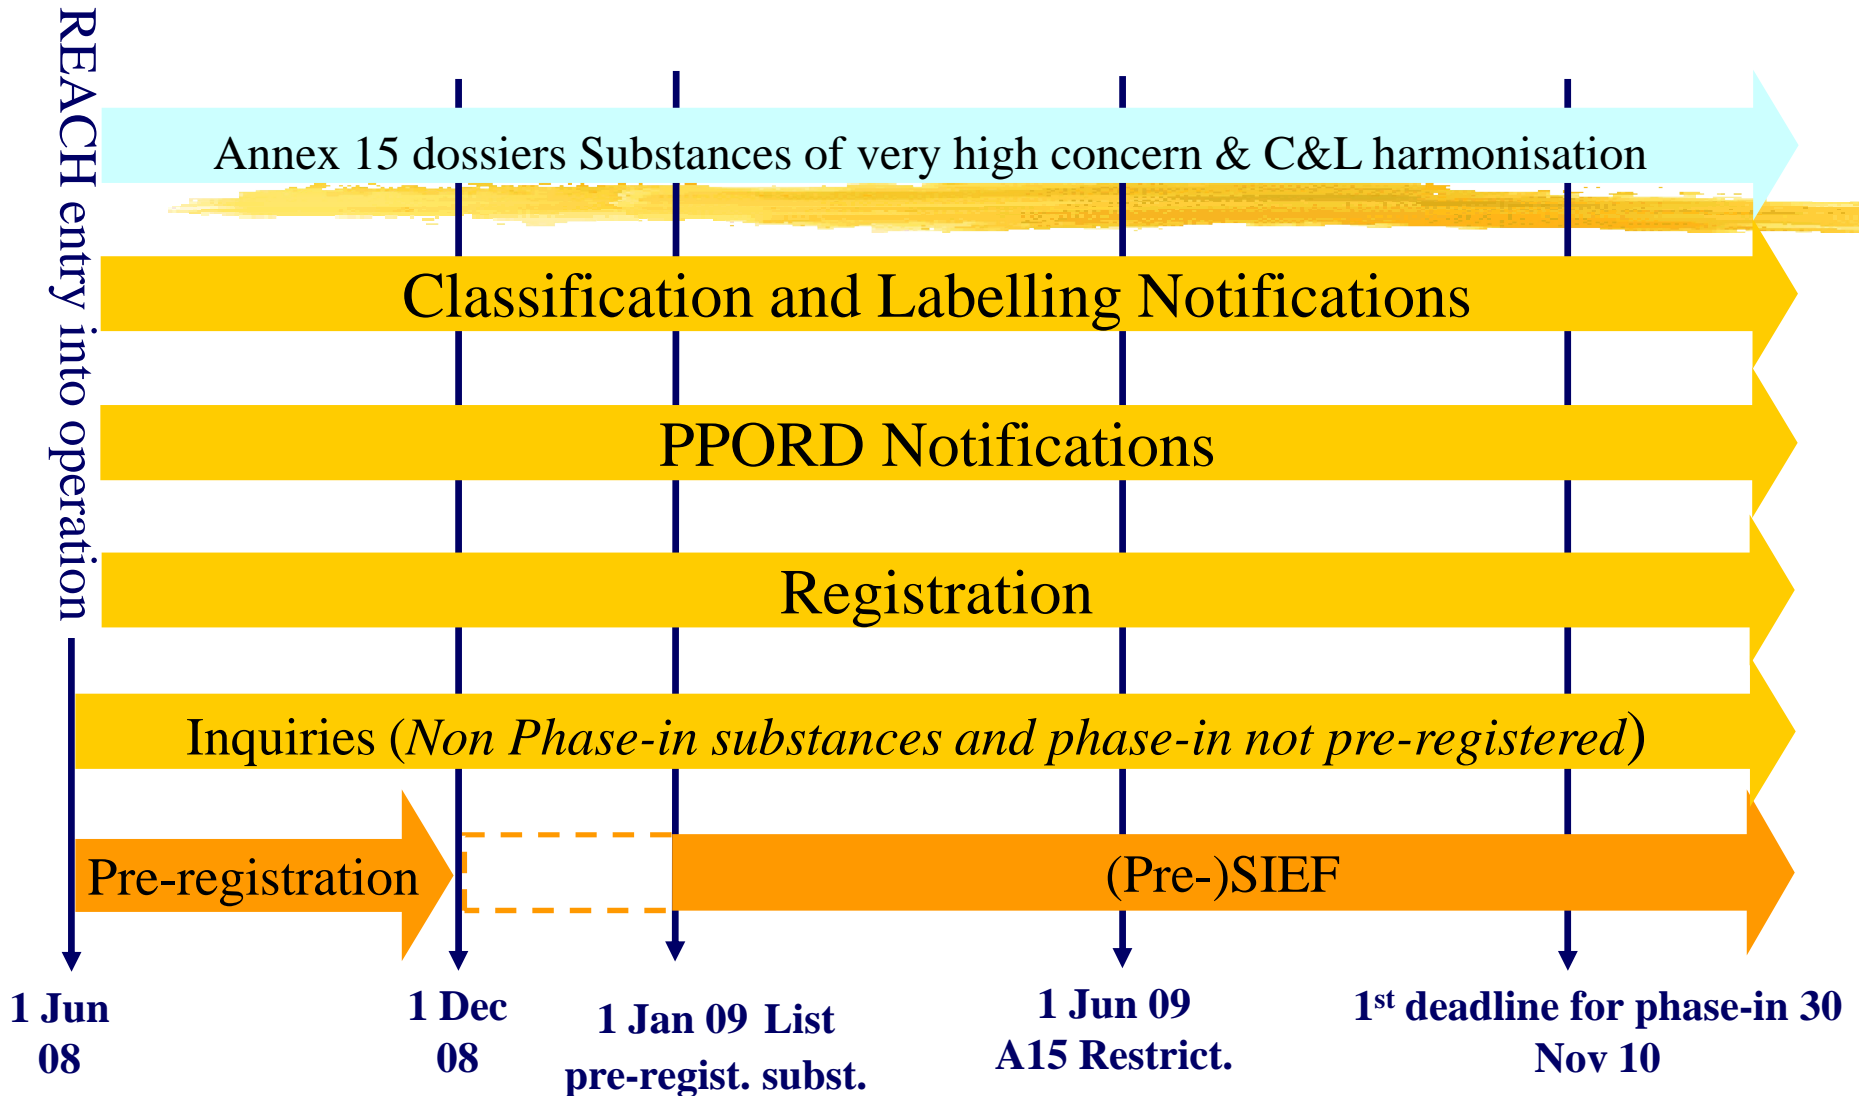 REACH entry into operation
Annex 15 dossiers Substances of very high concern & C&L harmonisation
Classification and Labelling Notifications
PPORD Notifications
Registration
Inquiries (Non Phase-in substances and phase-in not pre-registered)
Pre-registration
(Pre-)SIEF
1 Jun
08
1 Dec
08
1 Jan 09 List
pre-regist. subst.
1 Jun 09
A15 Restrict.
1st deadline for phase-in 30
Nov 10